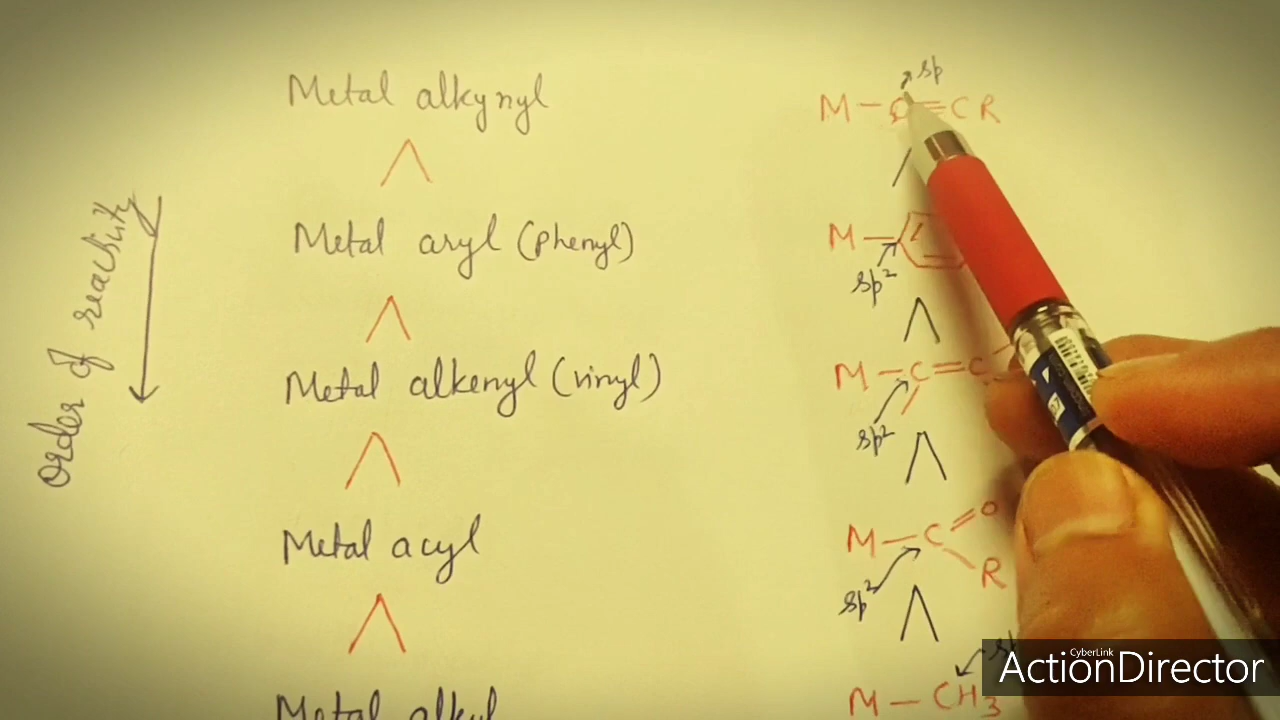 Metal alkynyl
sp
M — C ≡ C R
Metal aryl (phenyl)
M —
sp²
Metal alkenyl (vinyl)
M — C = C
sp²
Metal acyl
M — C = O
R
sp²
Metal alkyl
M — CH3
Order of reactivity
CyberLink
ActionDirector